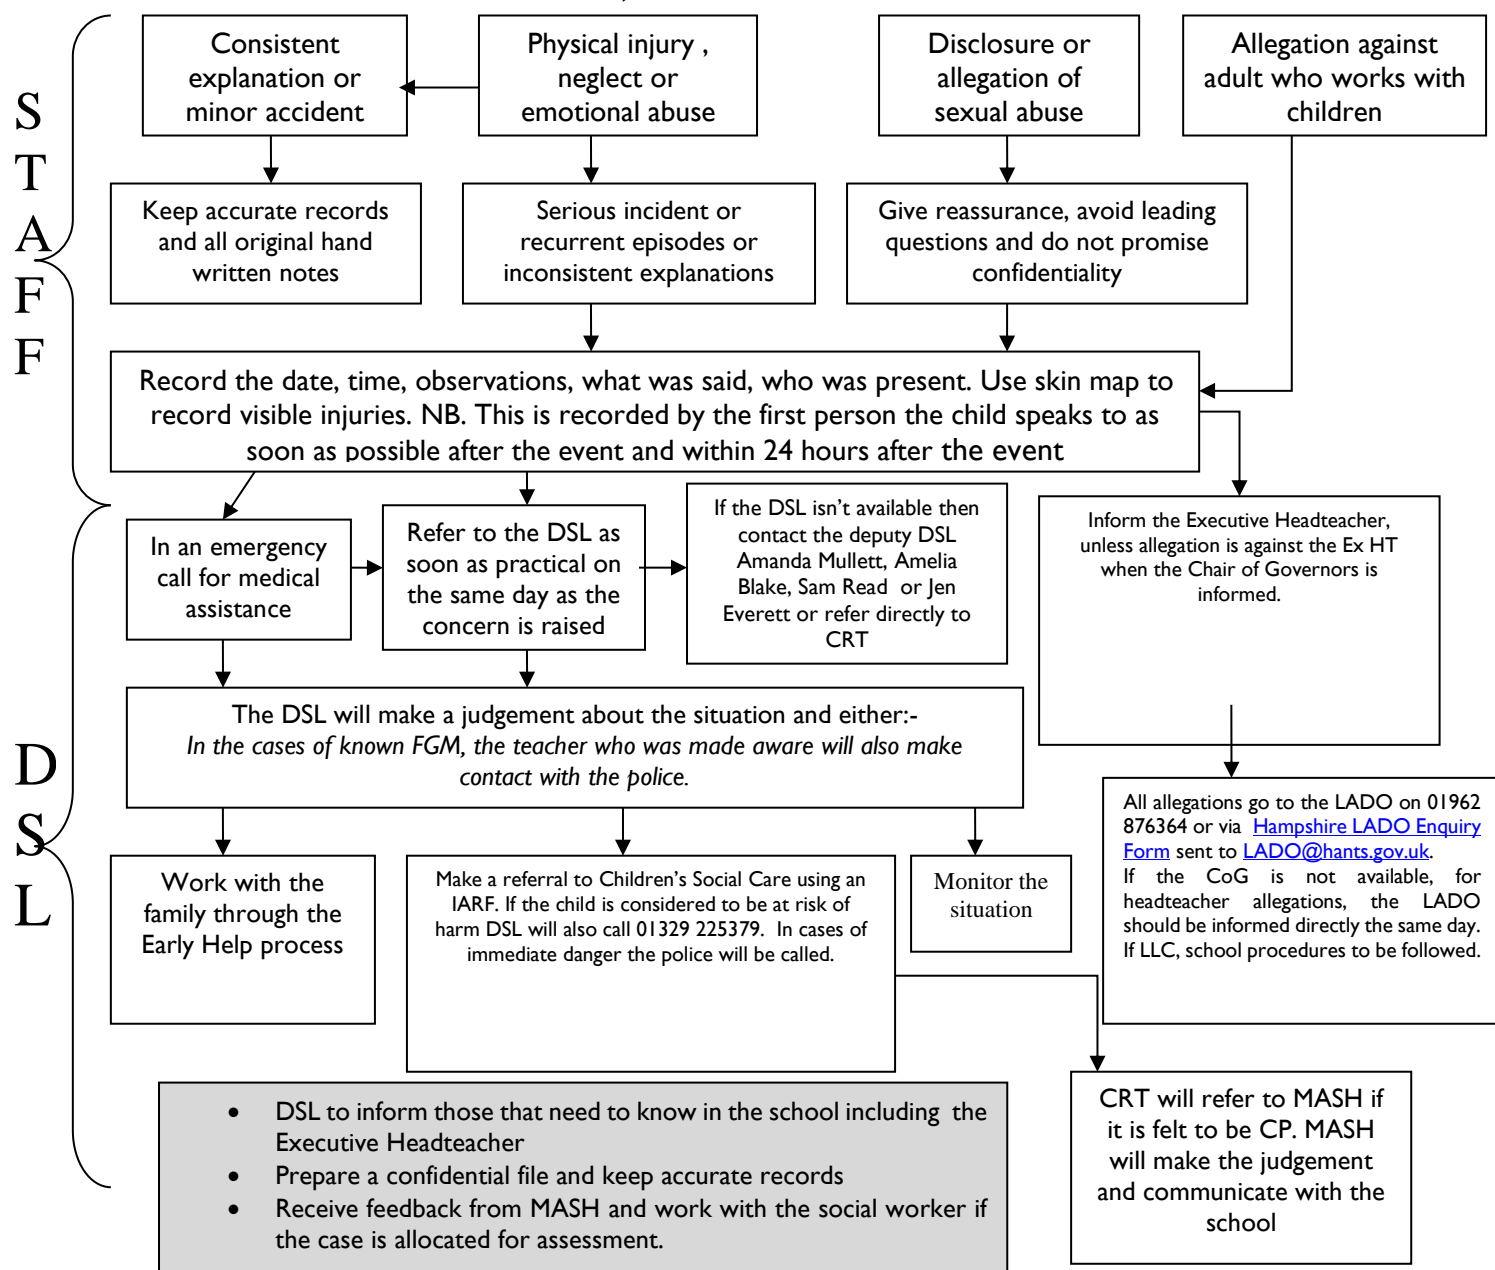 S
T
A
F
F
Consistent
explanation or
minor accident
Physical injury ,
neglect or
emotional abuse
Disclosure or
allegation of
sexual abuse
Allegation against
adult who works with
children
Keep accurate records
and all original hand
written notes
Serious incident or
recurrent episodes or
inconsistent explanations
Give reassurance, avoid leading
questions and do not promise
confidentiality
Record the date, time, observations, what was said, who was present. Use skin map to
record visible injuries. NB. This is recorded by the first person the child speaks to as
soon as possible after the event and within 24 hours after the event
D
S
L
In an emergency
call for medical
assistance
Refer to the DSL as
soon as practical on
the same day as the
concern is raised
If the DSL isn’t available then
contact the deputy DSL
Amanda Mullett, Amelia
Blake, Sam Read or Jen
Everett or refer directly to
CRT
Inform the Executive Headteacher,
unless allegation is against the Ex HT
when the Chair of Governors is
informed.
The DSL will make a judgement about the situation and either:-
In the cases of known FGM, the teacher who was made aware will also make
contact with the police.
All allegations go to the LADO on 01962
876364 or via Hampshire LADO Enquiry
Form sent to LADO@hants.gov.uk.
If the CoG is not available, for
headteacher allegations, the LADO
should be informed directly the same day.
If LLC, school procedures to be followed.
Work with the
family through the
Early Help process
Make a referral to Children’s Social Care using an
IARF. If the child is considered to be at risk of
harm DSL will also call 01329 225379. In cases of
immediate danger the police will be called.
Monitor the
situation
CRT will refer to MASH if
it is felt to be CP. MASH
will make the judgement
and communicate with the
school
• DSL to inform those that need to know in the school including the
Executive Headteacher
• Prepare a confidential file and keep accurate records
• Receive feedback from MASH and work with the social worker if
the case is allocated for assessment.